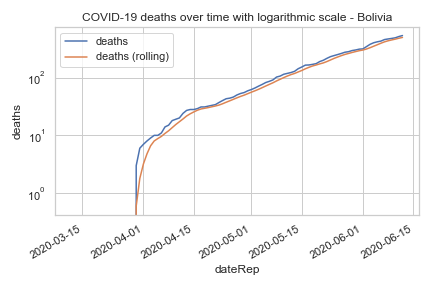 COVID-19 deaths over time with logarithmic scale - Bolivia
deaths
deaths (rolling)
10²
10¹
10⁰
deaths
2020-03-15
2020-04-01
2020-04-15
2020-05-01
2020-05-15
2020-06-01
2020-06-15
dateRep